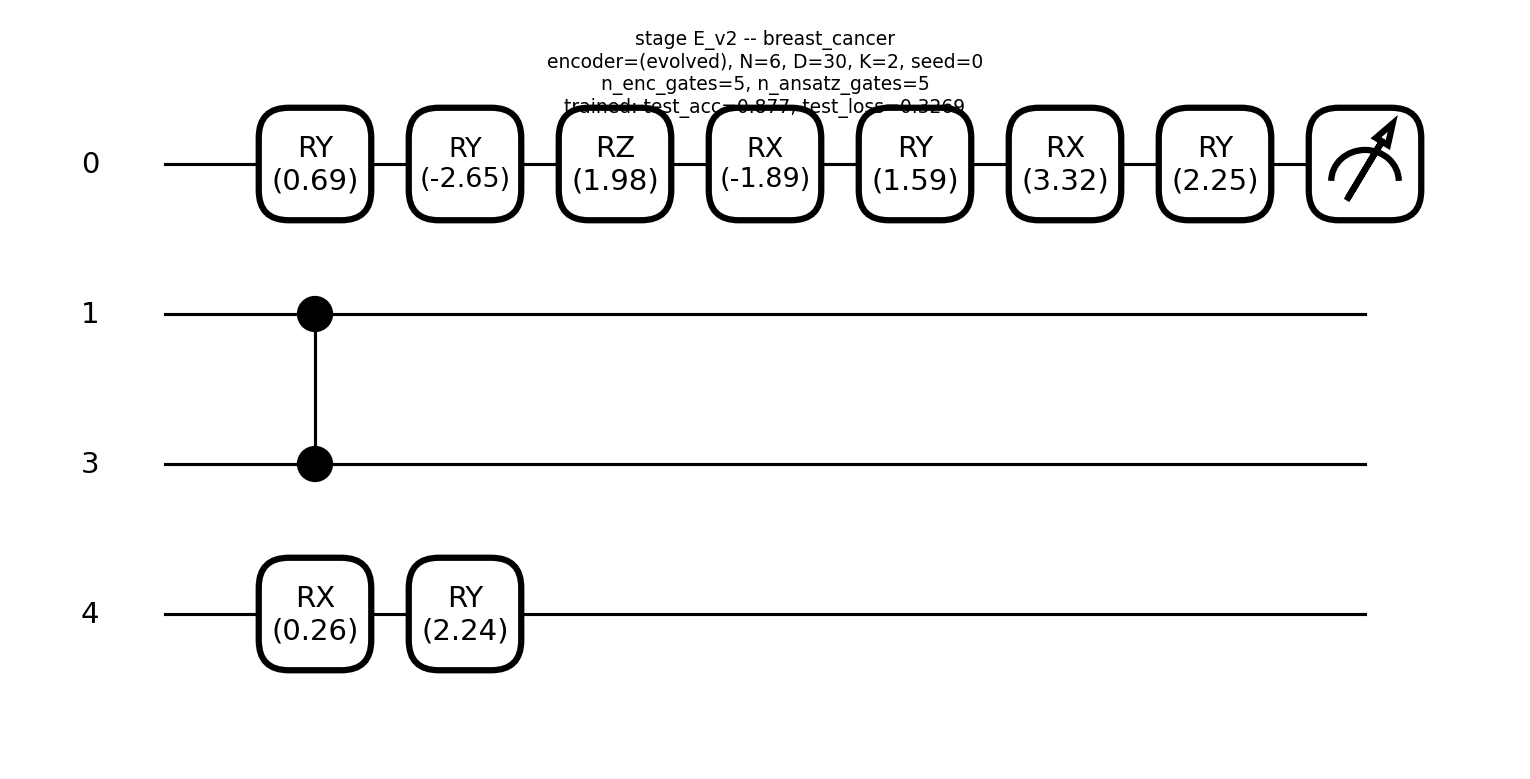 stage E_v2 -- breast_cancer
encoder=(evolved), N=6, D=30, K=2, seed=0
n_enc_gates=5, n_ansatz_gates=5
trained: test_acc=0.877, test_loss=0.3269
0 RY (0.69) RY (-2.65) RZ (1.98) RX (-1.89) RY (1.59) RX (3.32) RY (2.25)
1
3
4 RX (0.26) RY (2.24)